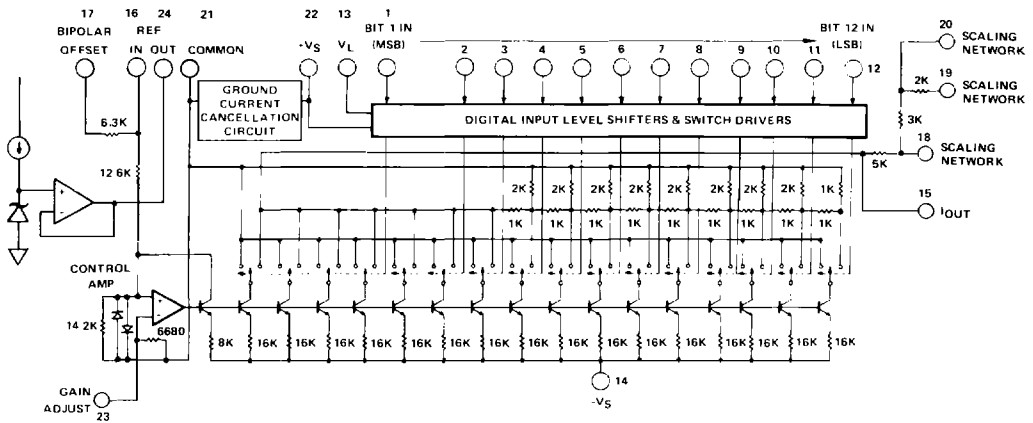 17 16 24 21 22 13 1 20
BIPOLAR OFFSET
REF
IN OUT
COMMON
+VS
VL
BIT 1 IN
(MSB)
2 3 4 5 6 7 8 9 10 11
BIT 12 IN
(LSB)
12
SCALING
NETWORK
19
SCALING
NETWORK
2K
3K
18
SCALING
NETWORK
5K
15
IOUT
GROUND
CURRENT
CANCELLATION
CIRCUIT
DIGITAL INPUT LEVEL SHIFTERS & SWITCH DRIVERS
6.3K
12 6K
2K 2K 2K 2K 2K 2K 2K 1K
1K 1K 1K 1K 1K 1K 1K 1K
+
-
CONTROL
AMP
+
-
14 2K
6680
8K 16K 16K 16K 16K 16K 16K 16K 16K 16K 16K 16K 16K 16K 16K 16K
14
-VS
GAIN
ADJUST
23